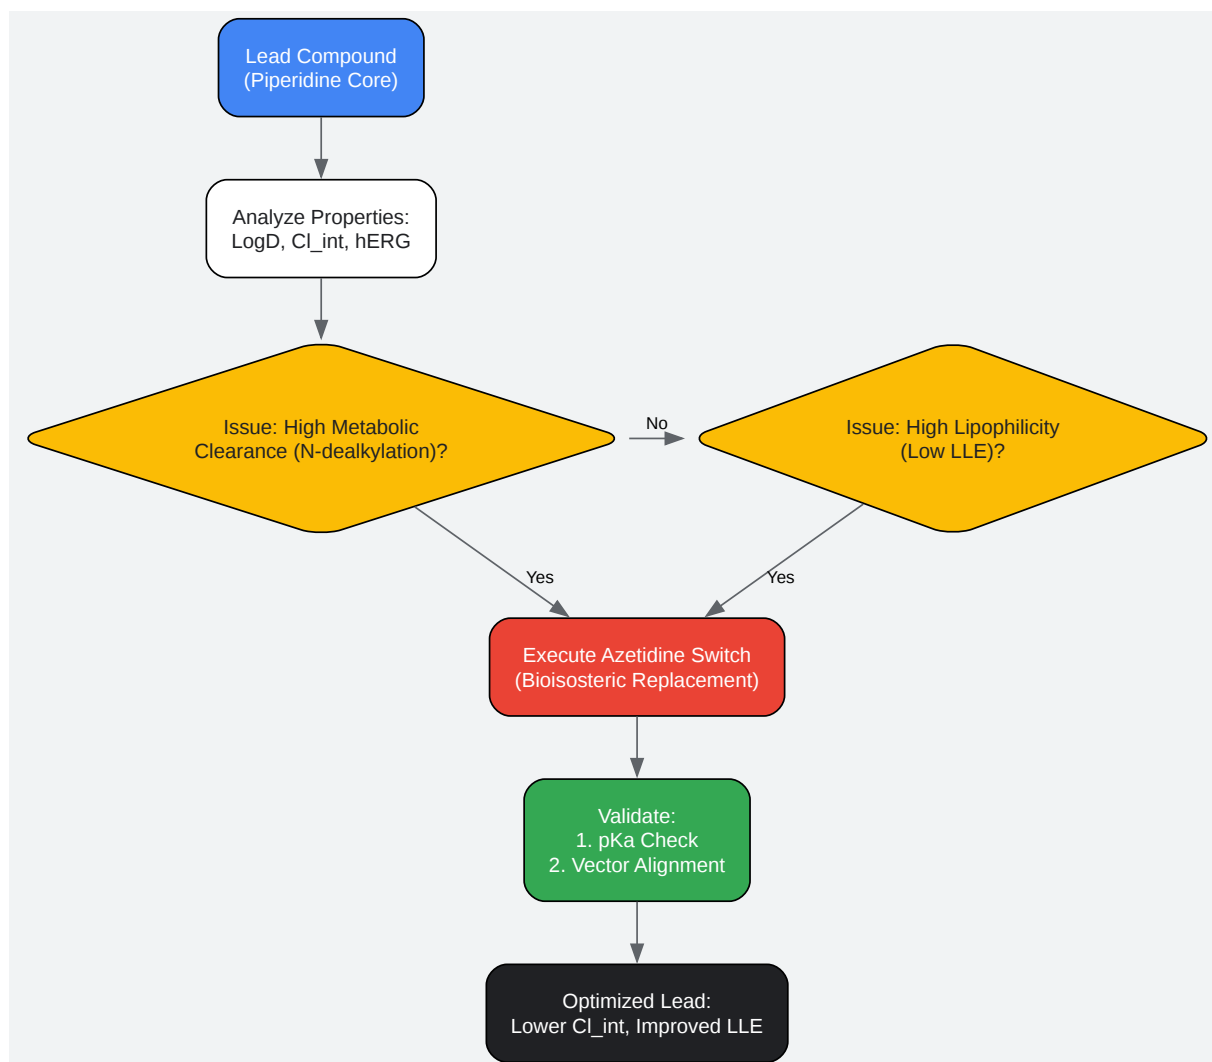 Lead Compound
(Piperidine Core)
Analyze Properties:
LogD, Cl_int, hERG
Issue: High Metabolic
Clearance (N-dealkylation)?
No
Issue: High Lipophilicity
(Low LLE)?
Yes
Yes
Execute Azetidine Switch
(Bioisosteric Replacement)
Validate:
1. pKa Check
2. Vector Alignment
Optimized Lead:
Lower Cl_int, Improved LLE